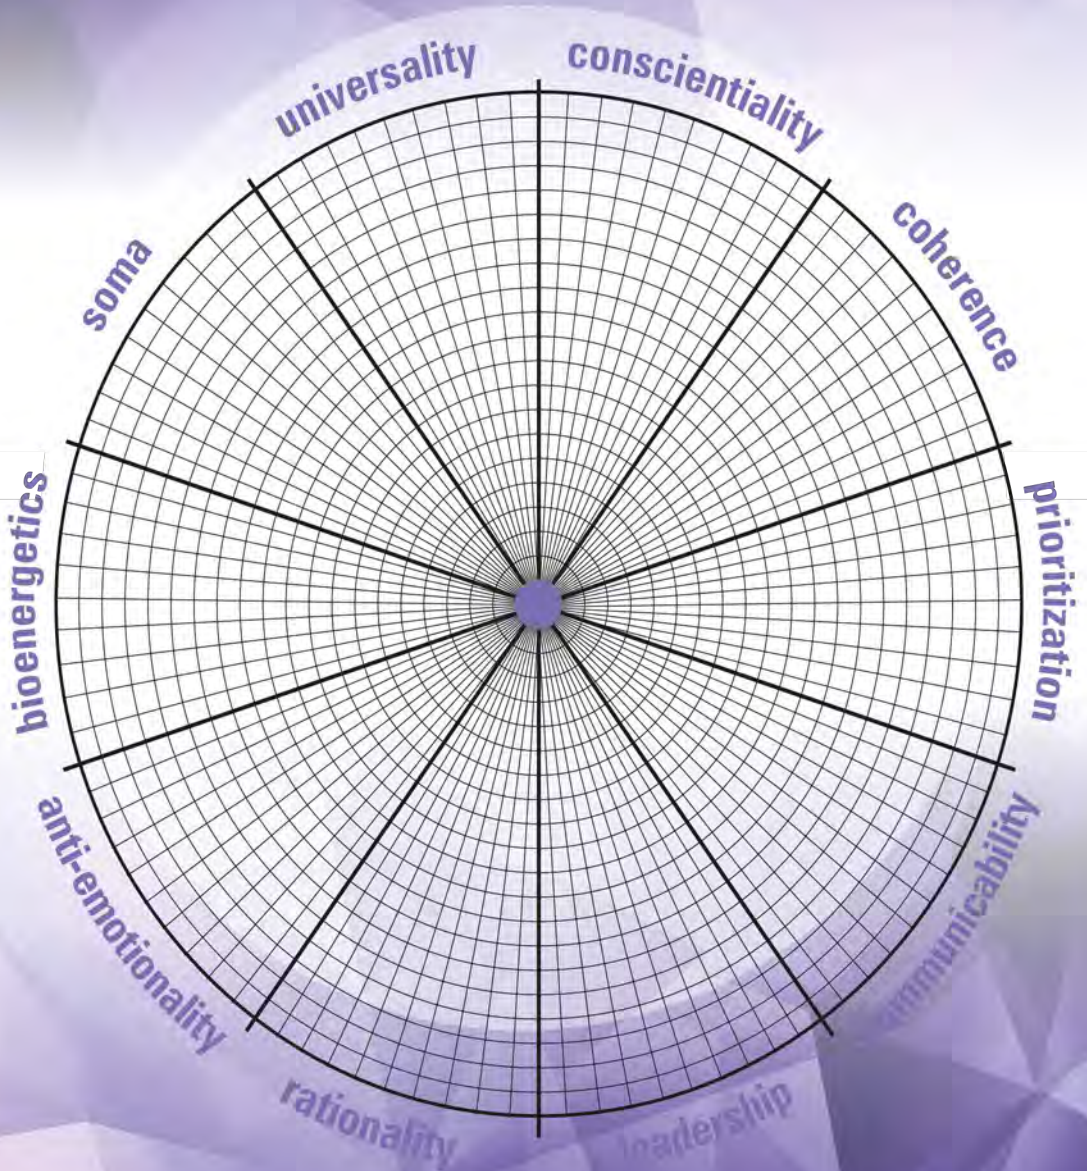 universality
conscientiality
coherence
prioritization
leadership
rationality
anti-emotionality
bioenergetics
soma